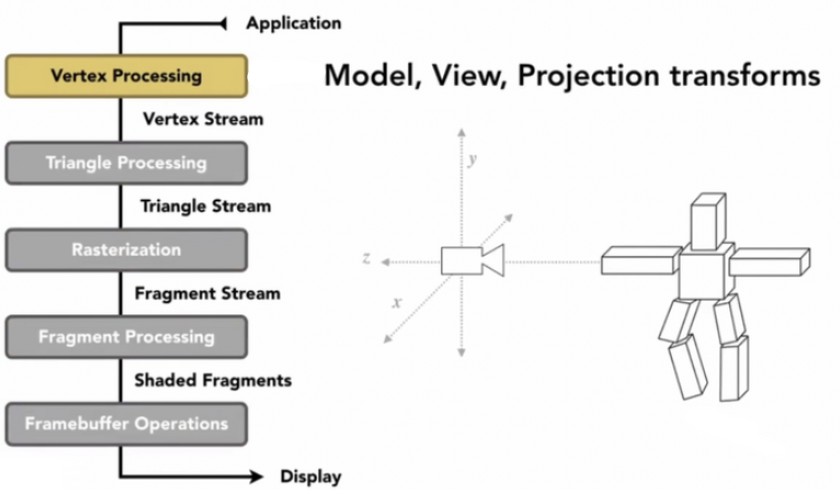 Application
Vertex Processing
Model, View, Projection transforms
Vertex Stream
Triangle Processing
Triangle Stream
Rasterization
Fragment Stream
Fragment Processing
Shaded Fragments
Framebuffer Operations
Display
y
z
x